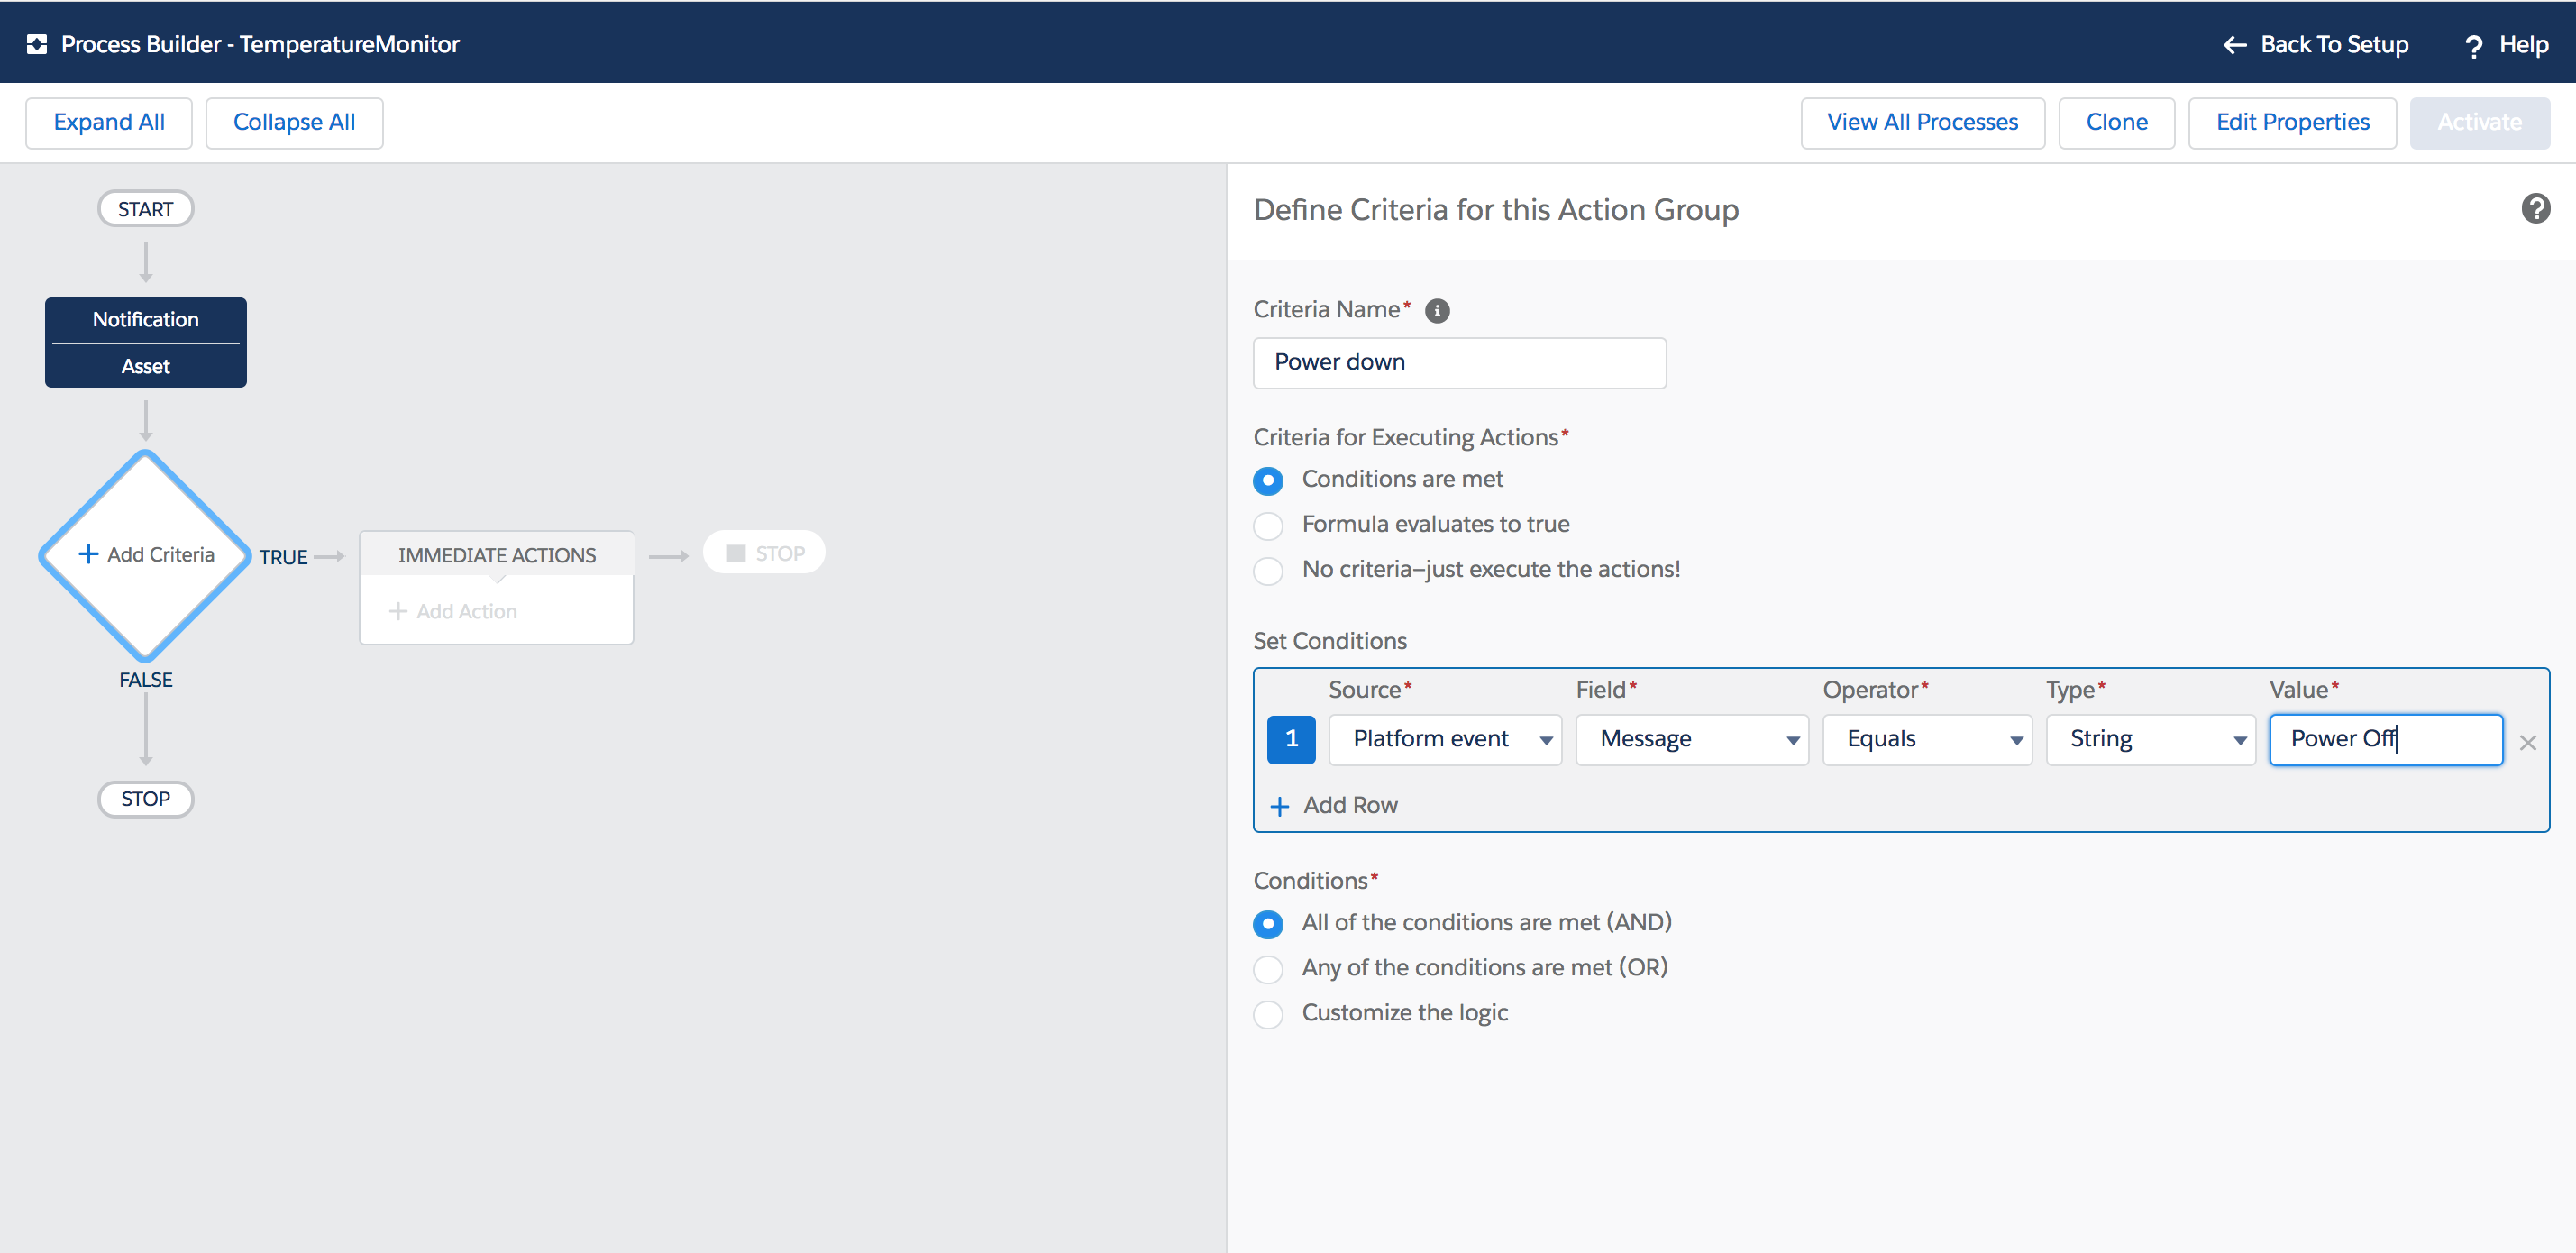 Process Builder - TemperatureMonitor
Back To Setup
? Help
Expand All
Collapse All
View All Processes
Clone
Edit Properties
Activate
START
Notification
Asset
+ Add Criteria
TRUE
IMMEDIATE ACTIONS
+ Add Action
STOP
FALSE
STOP
Define Criteria for this Action Group
?
Criteria Name* i
Power down
Criteria for Executing Actions*
Conditions are met
Formula evaluates to true
No criteria–just execute the actions!
Set Conditions
Source* Field* Operator* Type* Value*
1 Platform event Message Equals String Power Off
+ Add Row
Conditions*
All of the conditions are met (AND)
Any of the conditions are met (OR)
Customize the logic